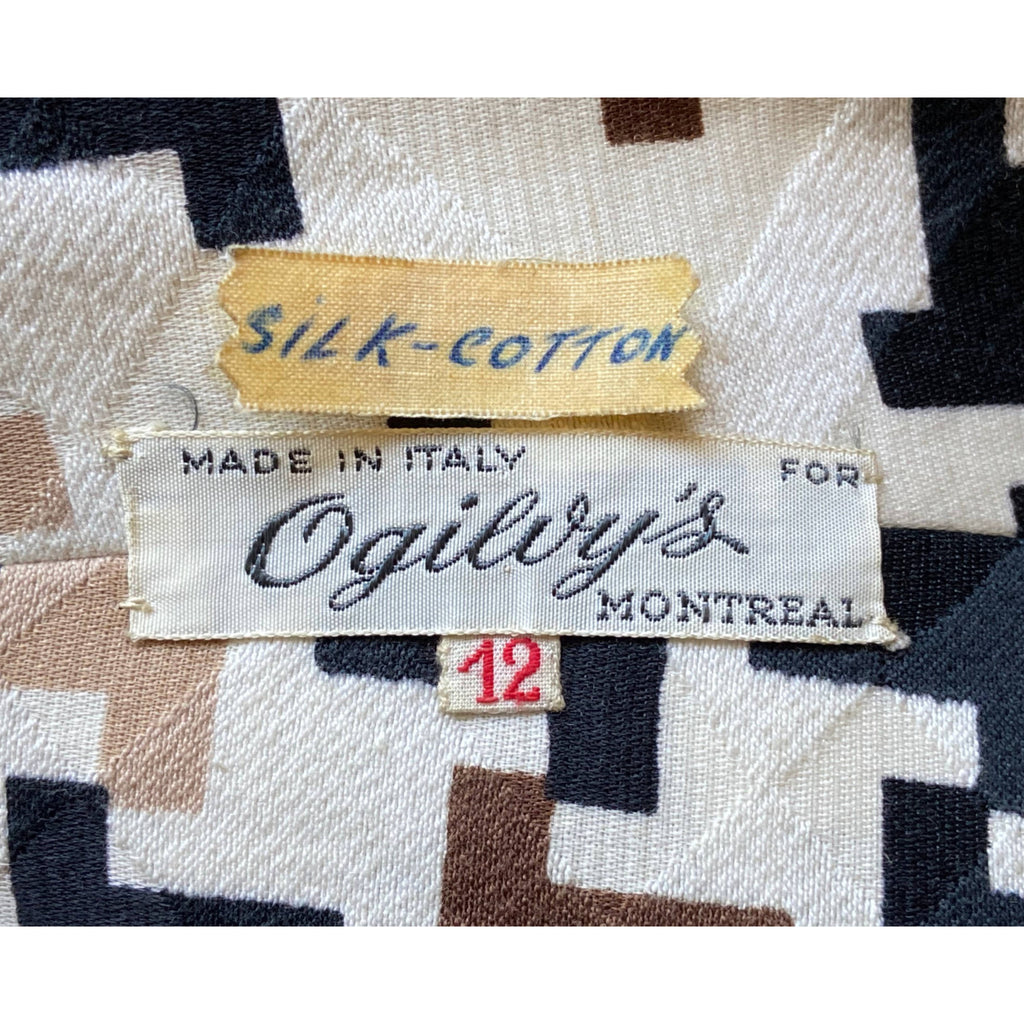 SILK-COTTON
MADE IN ITALY FOR
Ogilvy's
MONTREAL
12